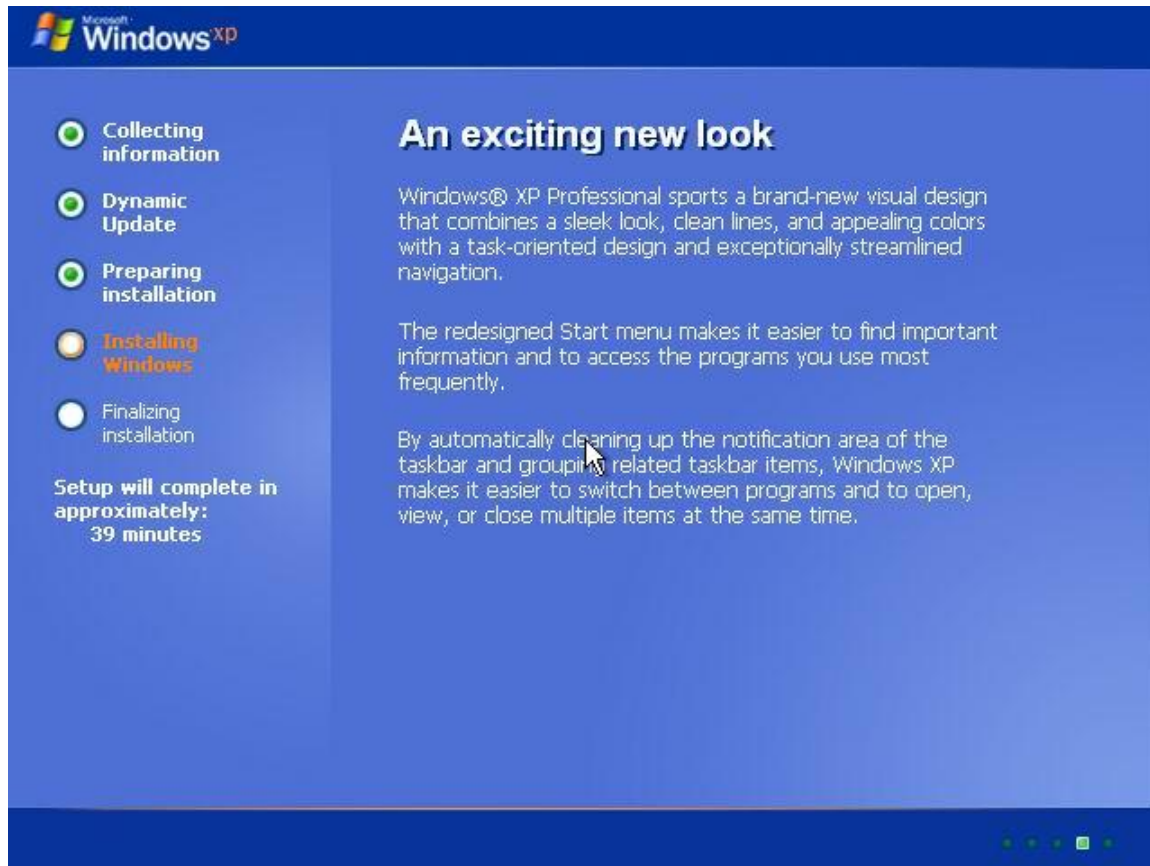 Microsoft
Windows xp
Collecting
information
Dynamic
Update
Preparing
installation
Installing
Windows
Finalizing
installation
Setup will complete in
approximately:
39 minutes
An exciting new look
Windows® XP Professional sports a brand-new visual design
that combines a sleek look, clean lines, and appealing colors
with a task-oriented design and exceptionally streamlined
navigation.
The redesigned Start menu makes it easier to find important
information and to access the programs you use most
frequently.
By automatically cleaning up the notification area of the
taskbar and grouping related taskbar items, Windows XP
makes it easier to switch between programs and to open,
view, or close multiple items at the same time.